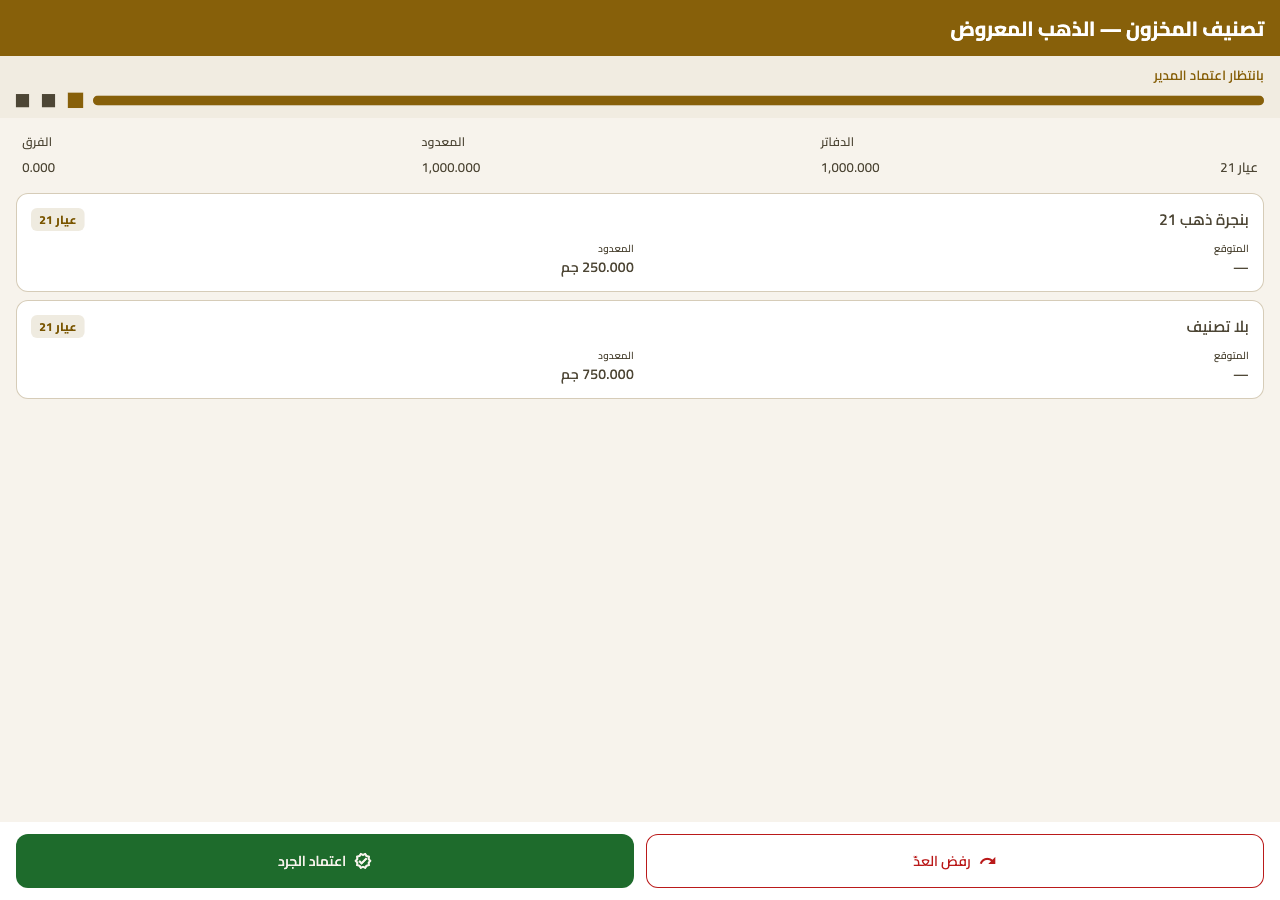 تصنيف المخزون — الذهب المعروض
بانتظار اعتماد المدير
الدفاتر المعدود الفرق
عيار 21 1,000.000 1,000.000 0.000
بنجرة ذهب 21 عيار 21
المتوقع المعدود
— 250.000 جم
بلا تصنيف عيار 21
المتوقع المعدود
— 750.000 جم
رفض العدّ اعتماد الجرد